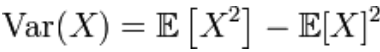 Var(X) = 𝔼[X²] − 𝔼[X]²